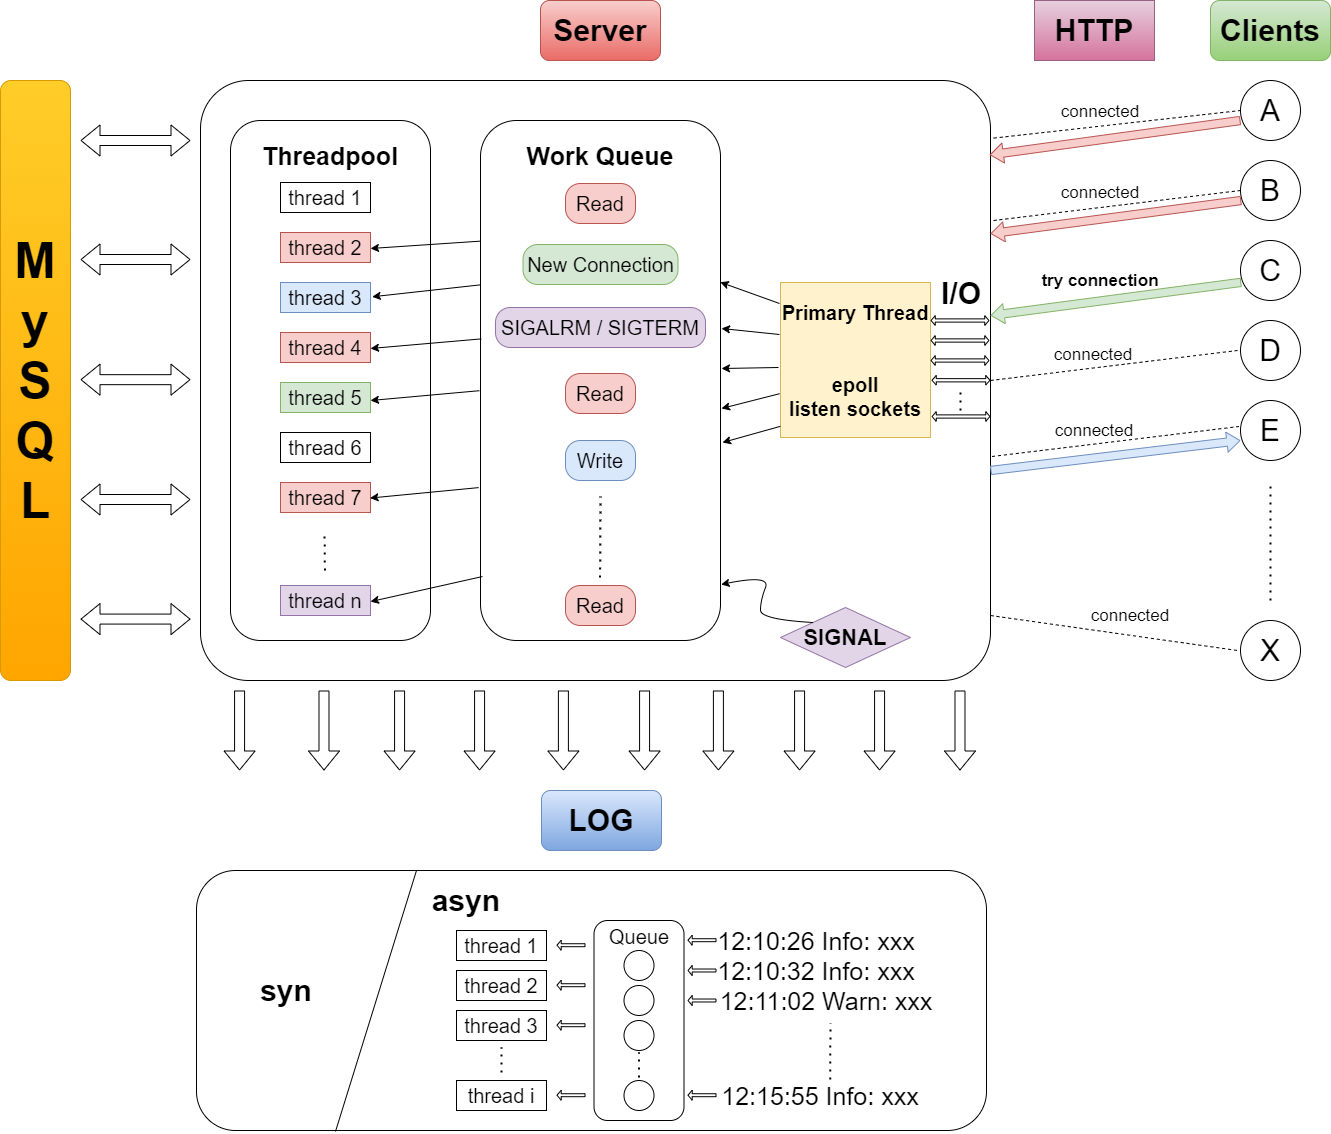 Server
HTTP
Clients
MySQL
Threadpool
thread 1
thread 2
thread 3
thread 4
thread 5
thread 6
thread 7
thread n
Work Queue
Read
New Connection
SIGALRM / SIGTERM
Read
Write
Read
Primary Thread
epoll
listen sockets
I/O
SIGNAL
connected
A
connected
B
try connection
C
connected
D
connected
E
connected
X
LOG
syn
asyn
thread 1
thread 2
thread 3
thread i
Queue
12:10:26 Info: xxx
12:10:32 Info: xxx
12:11:02 Warn: xxx
12:15:55 Info: xxx